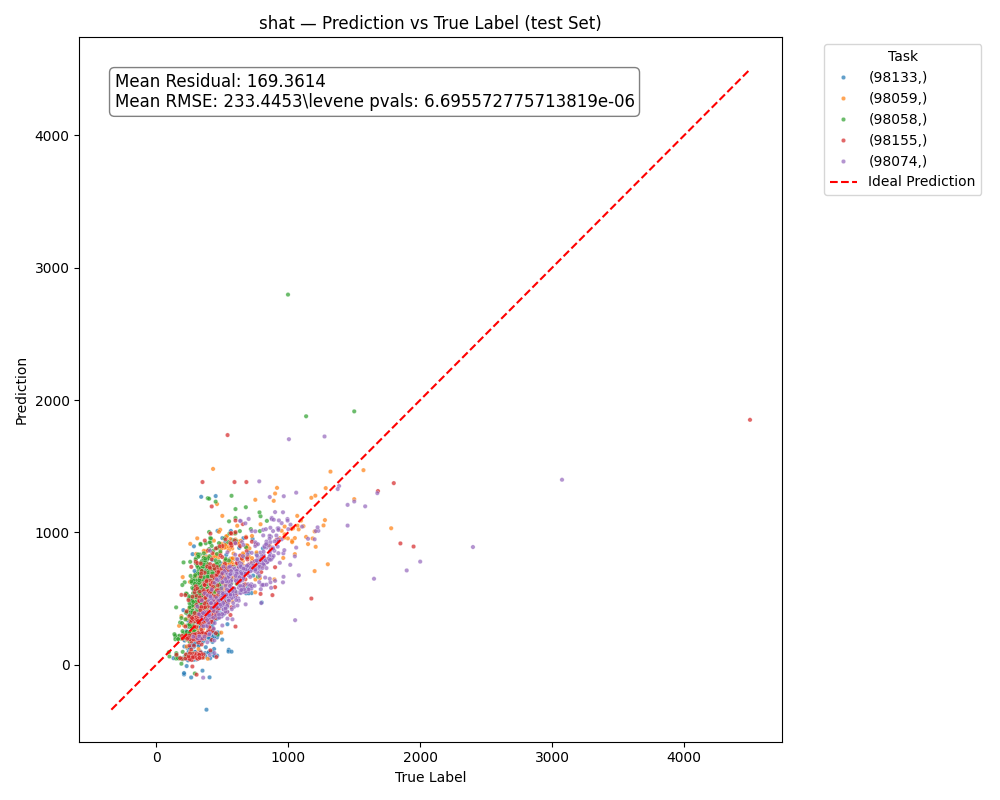 shat — Prediction vs True Label (test Set)
Mean Residual: 169.3614
Mean RMSE: 233.4453\levene pvals: 6.695572775713819e-06
Task
(98133,)
(98059,)
(98058,)
(98155,)
(98074,)
Ideal Prediction
4000
3000
2000
1000
0
Prediction
0 1000 2000 3000 4000
True Label